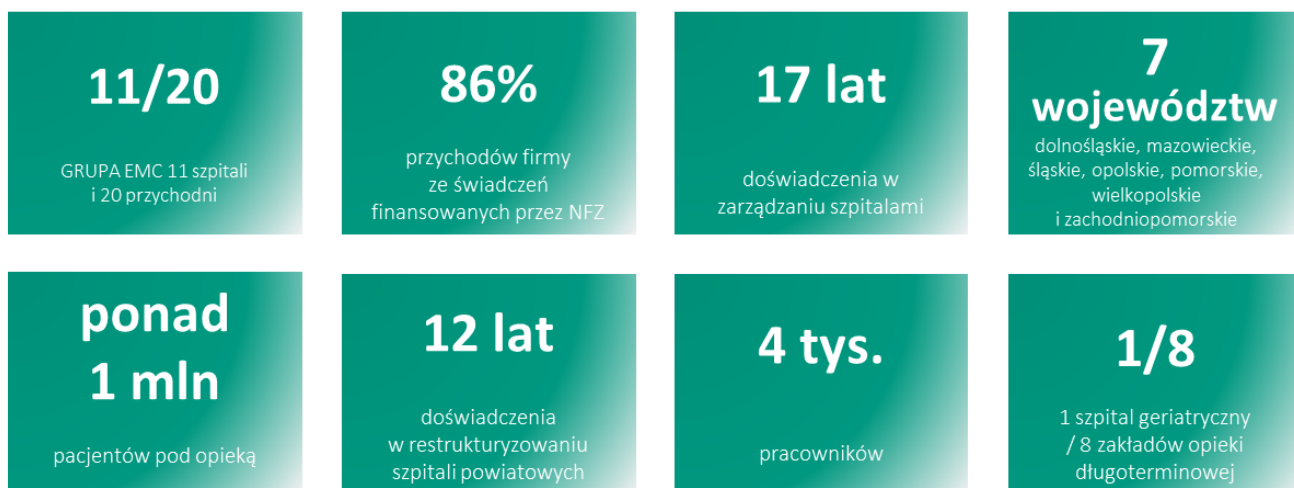 11/20
GRUPA EMC 11 szpitali
i 20 przychodni
86%
przychodów firmy
ze świadczeń
finansowanych przez NFZ
17 lat
doświadczenia w
zarządzaniu szpitalami
7
województw
dolnośląskie, mazowieckie,
śląskie, opolskie, pomorskie,
wielkopolskie
i zachodniopomorskie
ponad
1 mln
pacjentów pod opieką
12 lat
doświadczenia
w restrukturyzowaniu
szpitali powiatowych
4 tys.
pracowników
1/8
1 szpital geriatryczny
/ 8 zakładów opieki
długoterminowej